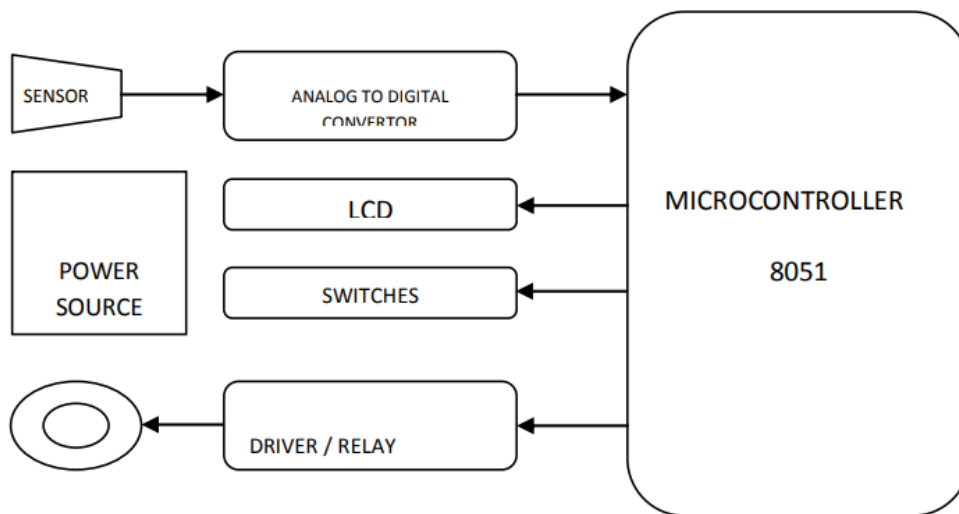 SENSOR
ANALOG TO DIGITAL
CONVERTOR
LCD
MICROCONTROLLER
8051
POWER
SOURCE
SWITCHES
DRIVER / RELAY